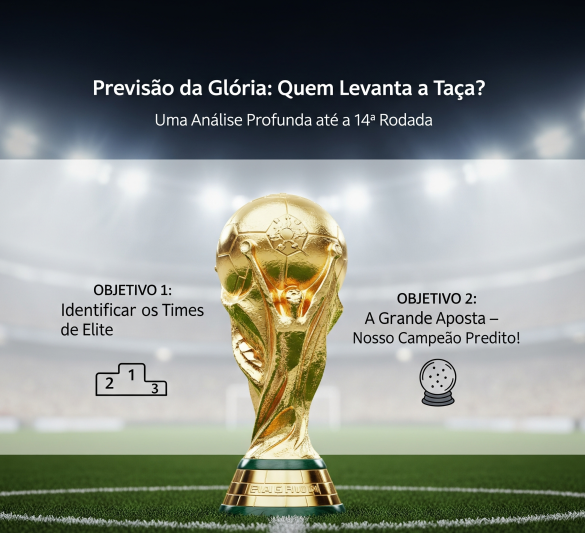 Previsão da Glória: Quem Levanta a Taça?
Uma Análise Profunda até a 14ª Rodada
OBJETIVO 1:
Identificar os Times
de Elite
2 1 3
OBJETIVO 2:
A Grande Aposta –
Nosso Campeão Predito!